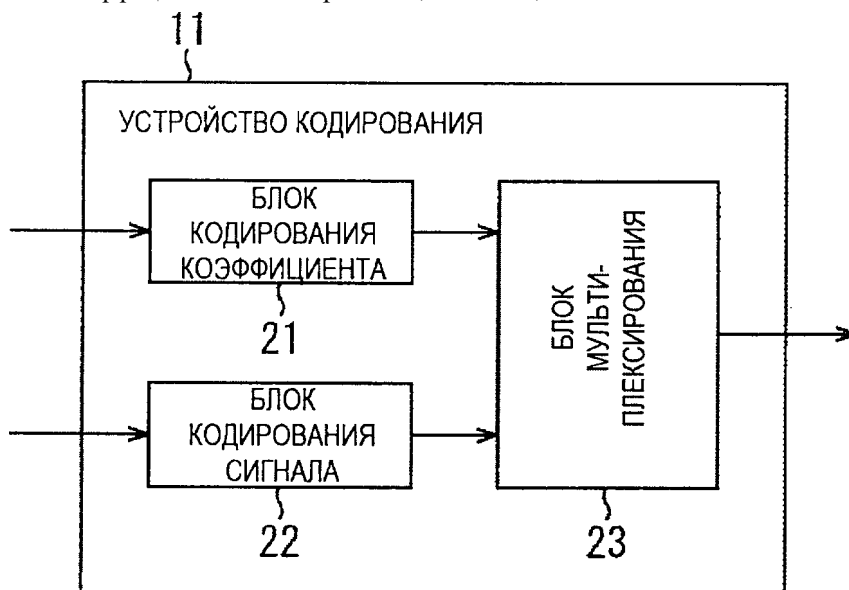 11
УСТРОЙСТВО КОДИРОВАНИЯ
БЛОК
КОДИРОВАНИЯ
КОЭФФИЦИЕНТА
21
БЛОК
КОДИРОВАНИЯ
СИГНАЛА
22
БЛОК
МУЛЬТИ-
ПЛЕКСИРОВАНИЯ
23